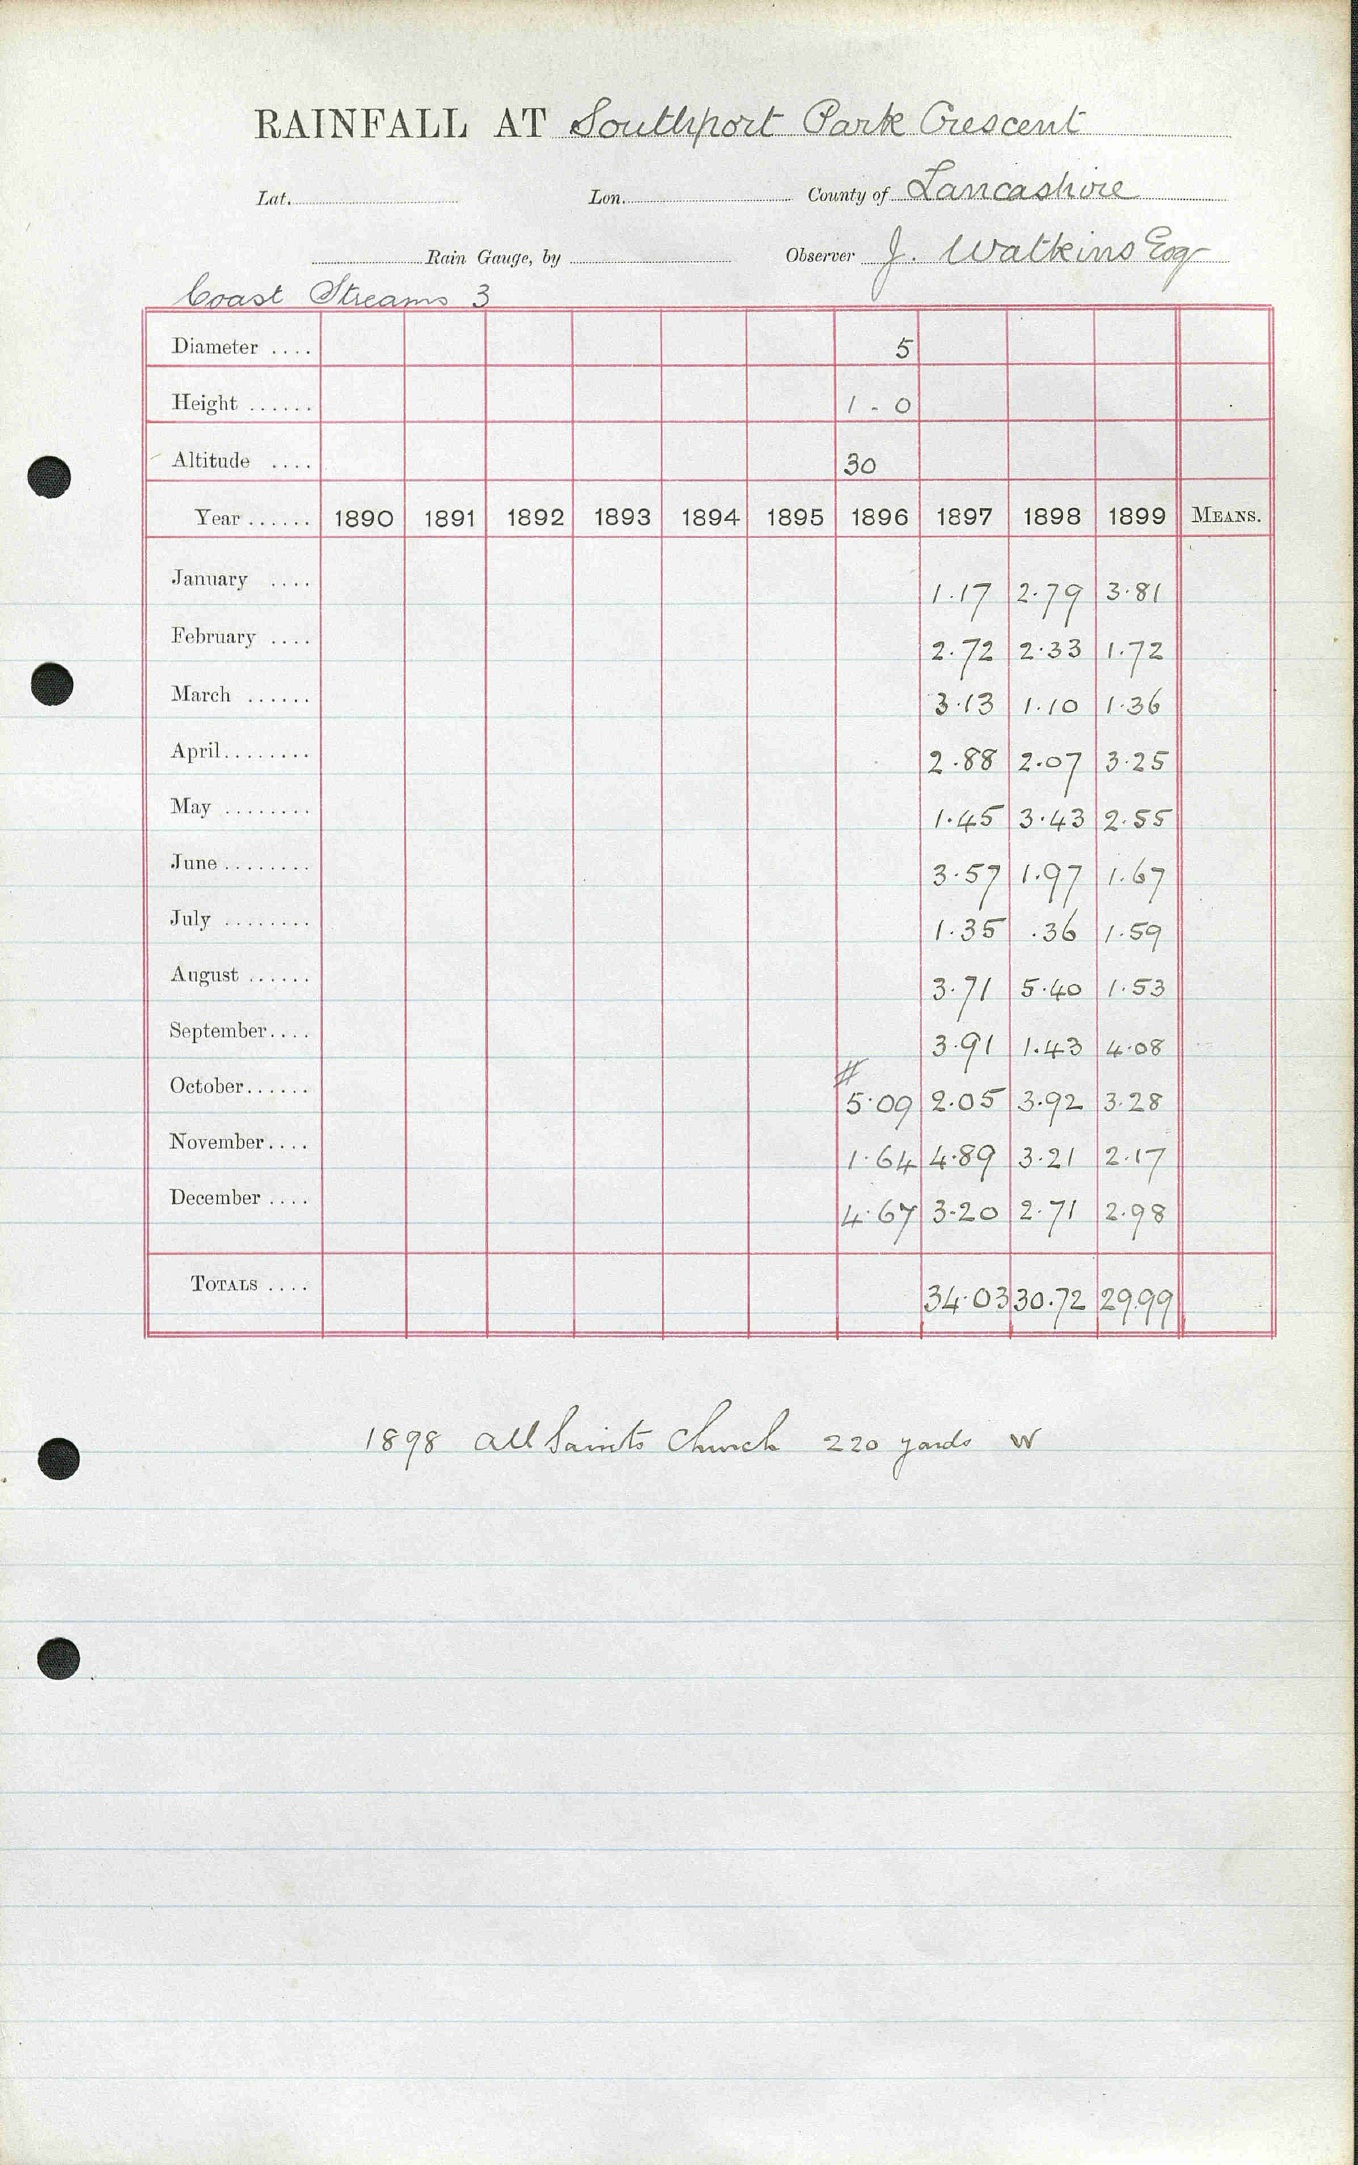 RAINFALL AT Southport Park Crescent
Lat. Lon. County of Lancashire
Rain Gauge, by Observer J. Watkins Esq
Coast Streams 3
Diameter .... 5
Height ...... 1 - 0
Altitude .... 30
Year ...... 1890 1891 1892 1893 1894 1895 1896 1897 1898 1899 MEANS.
January .... 1.17 2.79 3.81
February .... 2.72 2.33 1.72
March ...... 3.13 1.10 1.36
April........ 2.88 2.07 3.25
May ........ 1.45 3.43 2.55
June ........ 3.57 1.97 1.67
July ........ 1.35 .36 1.59
August ...... 3.71 5.40 1.53
September.... 3.91 1.43 4.08
#
October...... 5.09 2.05 3.92 3.28
November.... 1.64 4.89 3.21 2.17
December .... 4.67 3.20 2.71 2.98
TOTALS .... 34.03 30.72 29.99
1898 All Saints Church 220 yards W